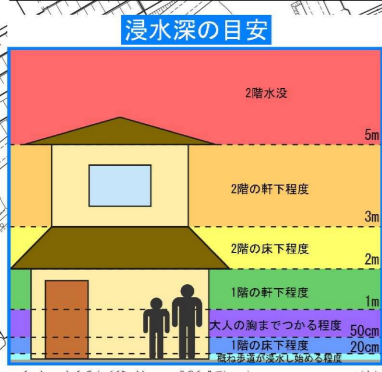 浸水深の目安
2階水没
5m
2階の軒下程度
3m
2階の床下程度
2m
1階の軒下程度
1m
大人の胸までつかる程度
50cm
1階の床下程度
20cm
概ね歩道が浸水し始める程度